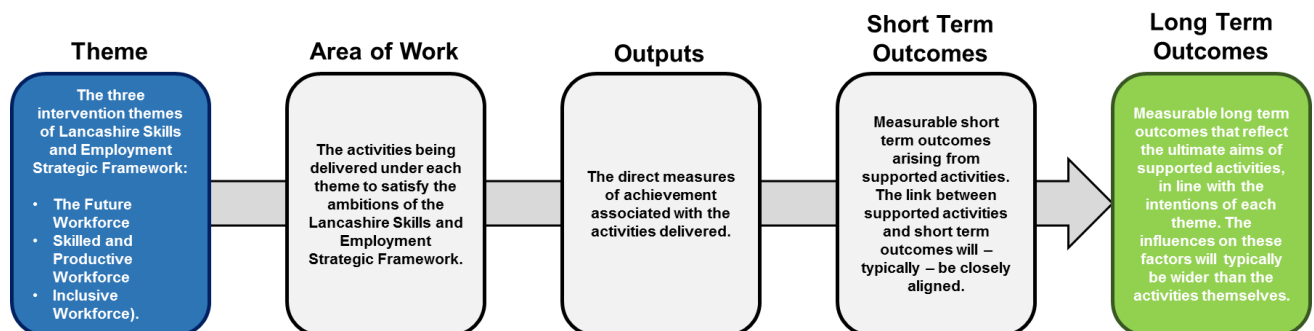 Theme
The three
intervention themes
of Lancashire Skills
and Employment
Strategic Framework:
• The Future
Workforce
• Skilled and
Productive
Workforce
• Inclusive
Workforce).
Area of Work
The activities being
delivered under each
theme to satisfy the
ambitions of the
Lancashire Skills and
Employment
Strategic Framework.
Outputs
The direct measures
of achievement
associated with the
activities delivered.
Short Term
Outcomes
Measurable short
term outcomes
arising from
supported activities.
The link between
supported activities
and short term
outcomes will –
typically – be closely
aligned.
Long Term
Outcomes
Measurable long term
outcomes that reflect
the ultimate aims of
supported activities,
in line with the
intentions of each
theme. The
influences on these
factors will typically
be wider than the
activities themselves.